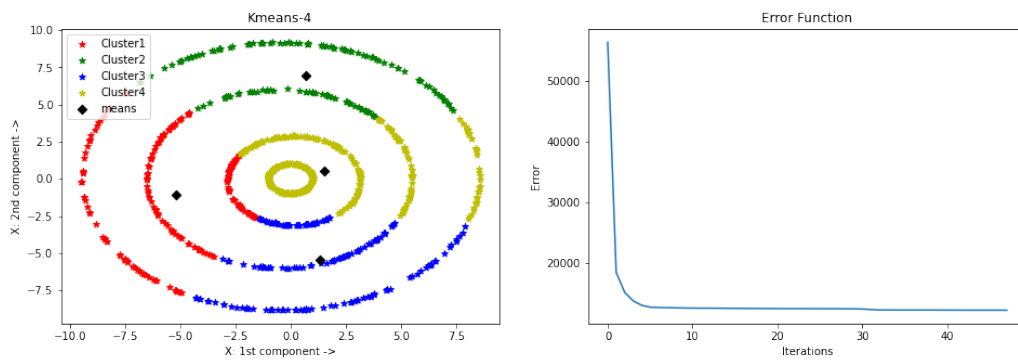 Kmeans-4
10.0
7.5
5.0
2.5
0.0
−2.5
−5.0
−7.5
X: 2nd component ->
Cluster1
Cluster2
Cluster3
Cluster4
means
−10.0 −7.5 −5.0 −2.5 0.0 2.5 5.0 7.5
X: 1st component ->
Error Function
50000
40000
30000
20000
Error
0 10 20 30 40
Iterations